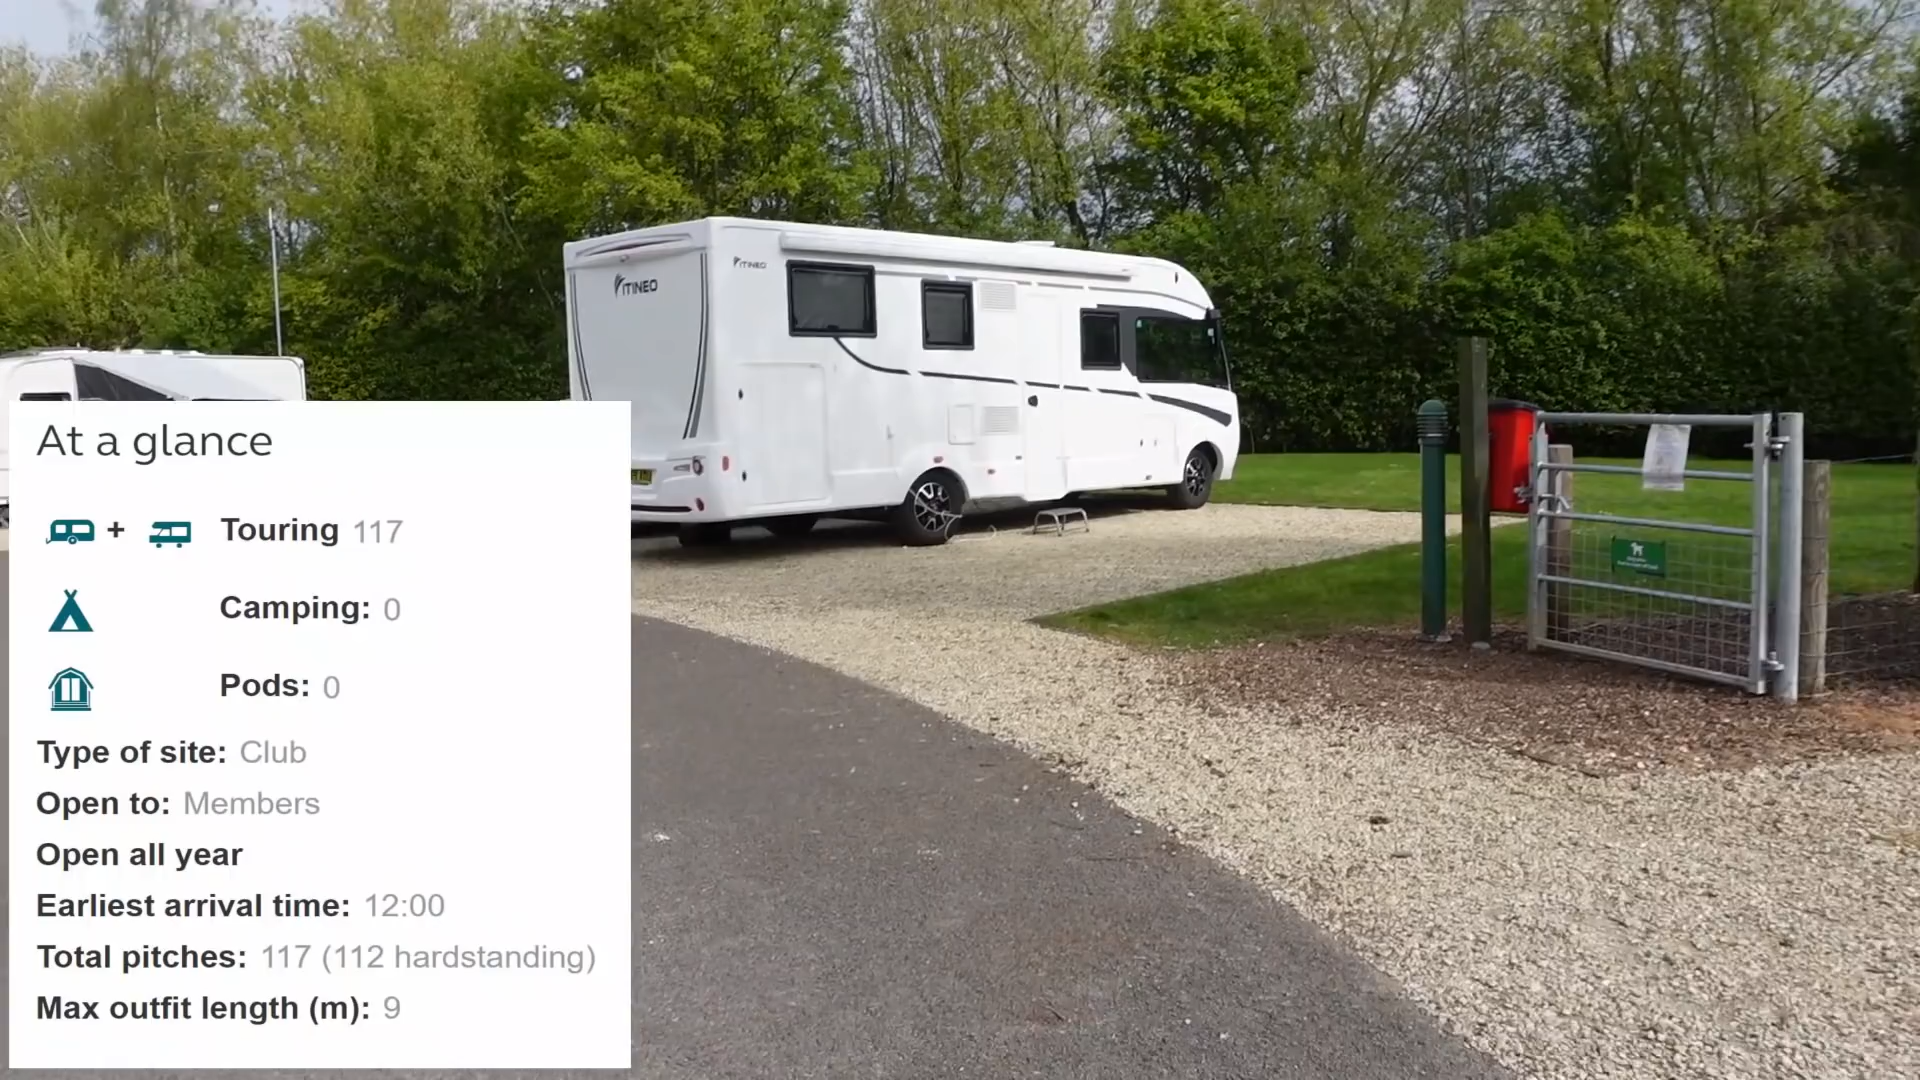 ITINEO
ITINEO
At a glance
+ Touring 117
Camping: 0
Pods: 0
Type of site: Club
Open to: Members
Open all year
Earliest arrival time: 12:00
Total pitches: 117 (112 hardstanding)
Max outfit length (m): 9